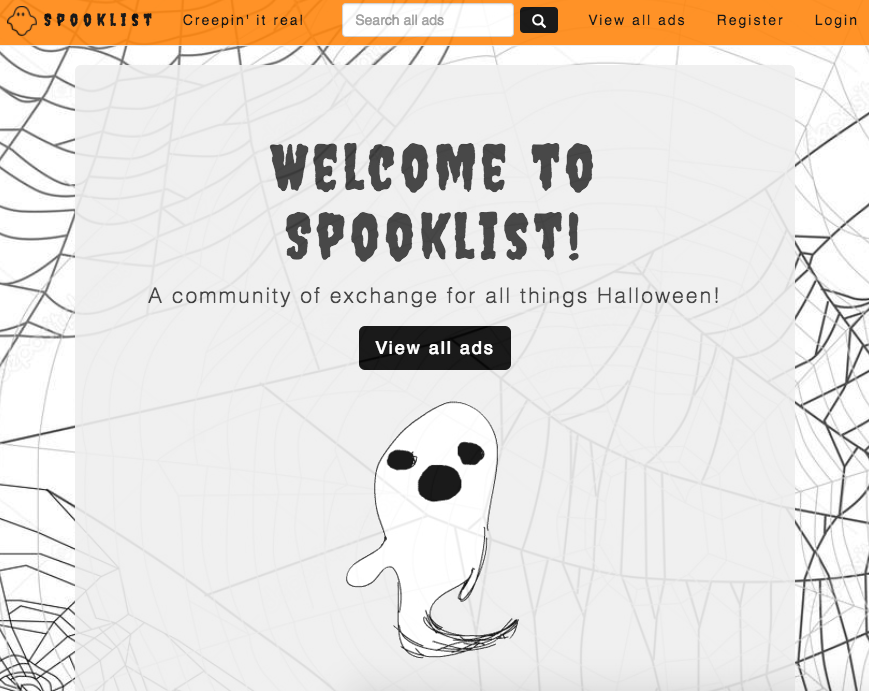 SPOOKLIST Creepin' it real Search all ads View all ads Register Login
WELCOME TO
SPOOKLIST!
A community of exchange for all things Halloween!
View all ads